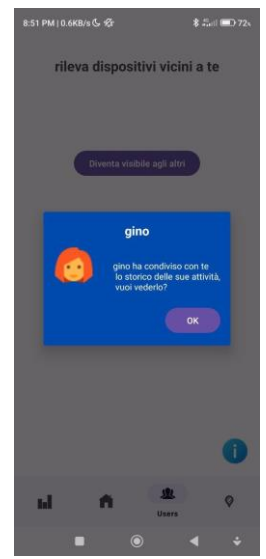 8:51 PM | 0.6KB/s
72%
rileva dispositivi vicini a te
Diventa visibile agli altri
gino
gino ha condiviso con te
lo storico delle sue attività,
vuoi vederlo?
OK
i
Users